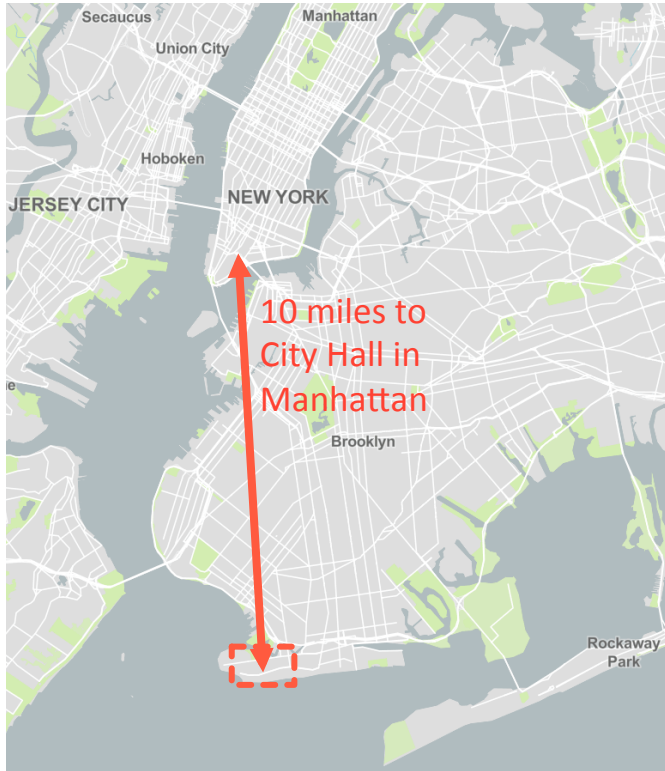 Secaucus
Manhattan
Union City
Hoboken
JERSEY CITY
NEW YORK
10 miles to
City Hall in
Manhattan
e
Brooklyn
Rockaway
Park